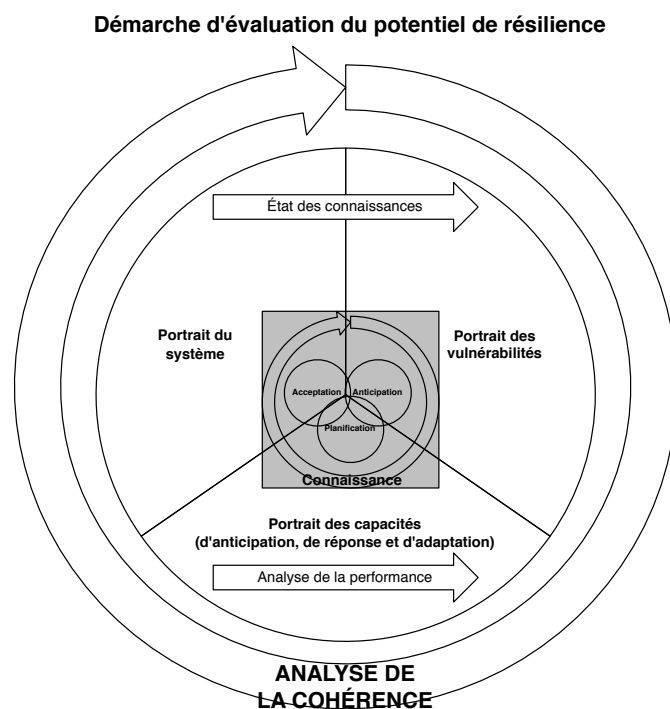 Démarche d'évaluation du potentiel de résilience
État des connaissances
Portrait du
système
Portrait des
vulnérabilités
Acceptation
Anticipation
Planification
Connaissance
Portrait des capacités
(d'anticipation, de réponse et d'adaptation)
Analyse de la performance
ANALYSE DE
LA COHÉRENCE